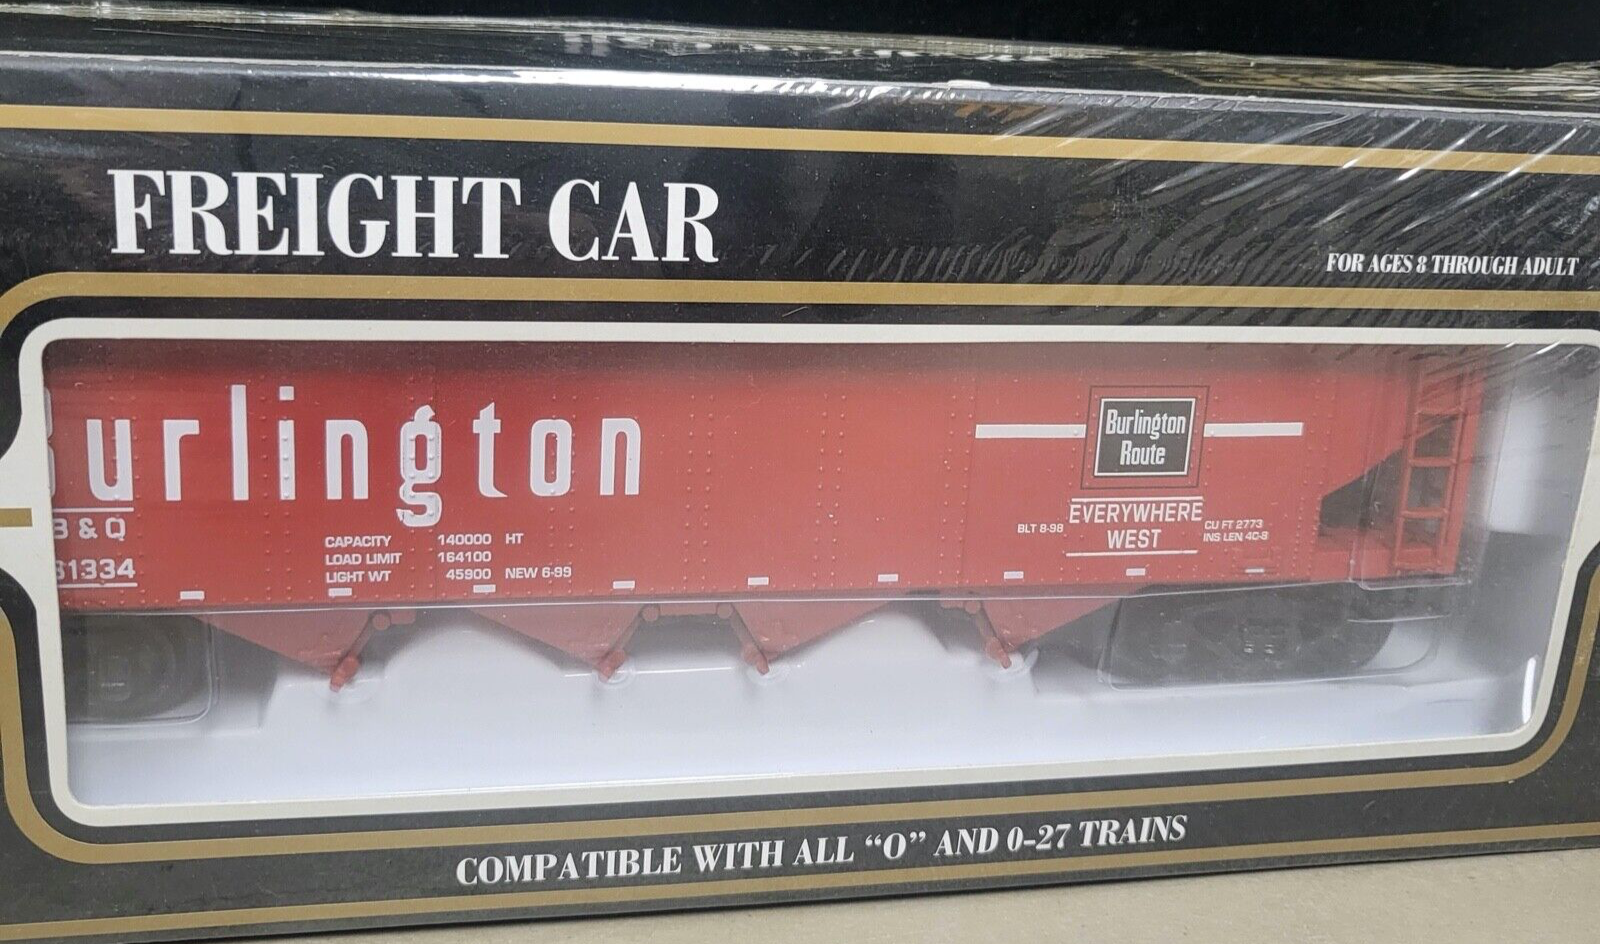 FREIGHT CAR
FOR AGES 8 THROUGH ADULT
Burlington
B & Q
31334
CAPACITY 140000 HT
LOAD LIMIT 164100
LIGHT WT 45900 NEW 6-99
Burlington
Route
EVERYWHERE
WEST
BLT 8-98
CU FT 2773
INS LEN 40-8
COMPATIBLE WITH ALL “O” AND 0-27 TRAINS